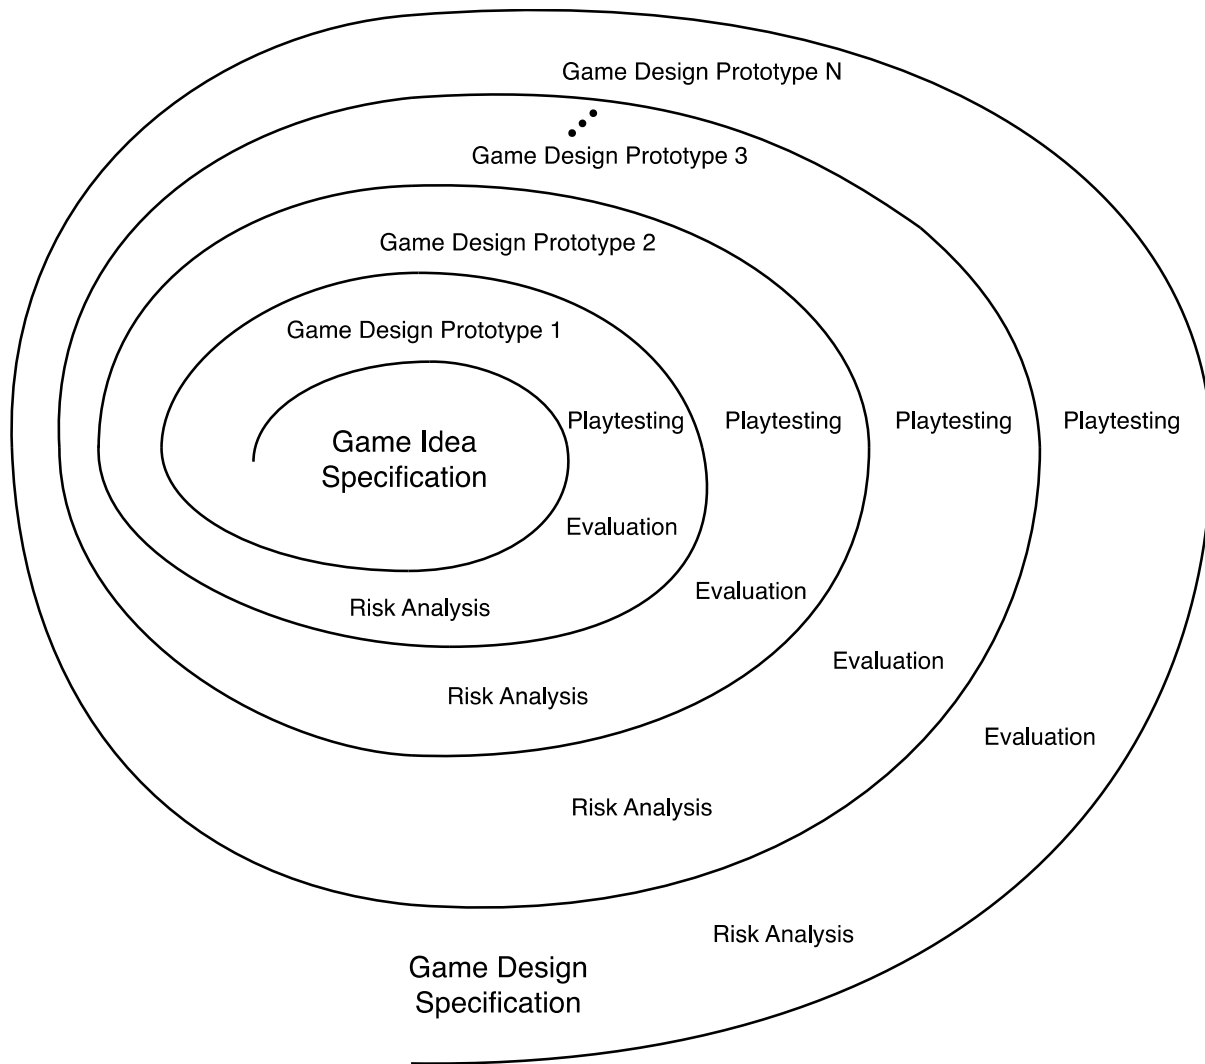 Game Design Prototype N
Game Design Prototype 3
Game Design Prototype 2
Game Design Prototype 1
Game Idea
Specification
Playtesting
Playtesting
Playtesting
Playtesting
Evaluation
Evaluation
Evaluation
Evaluation
Risk Analysis
Risk Analysis
Risk Analysis
Risk Analysis
Game Design
Specification